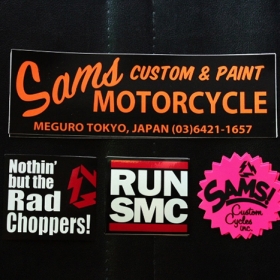 Sams CUSTOM & PAINT
MOTORCYCLE
MEGURO TOKYO, JAPAN (03)6421-1657
Nothin'
but the
Rad
Choppers!
RUN
SMC
SAMS!
Custom
Cycles
inc.